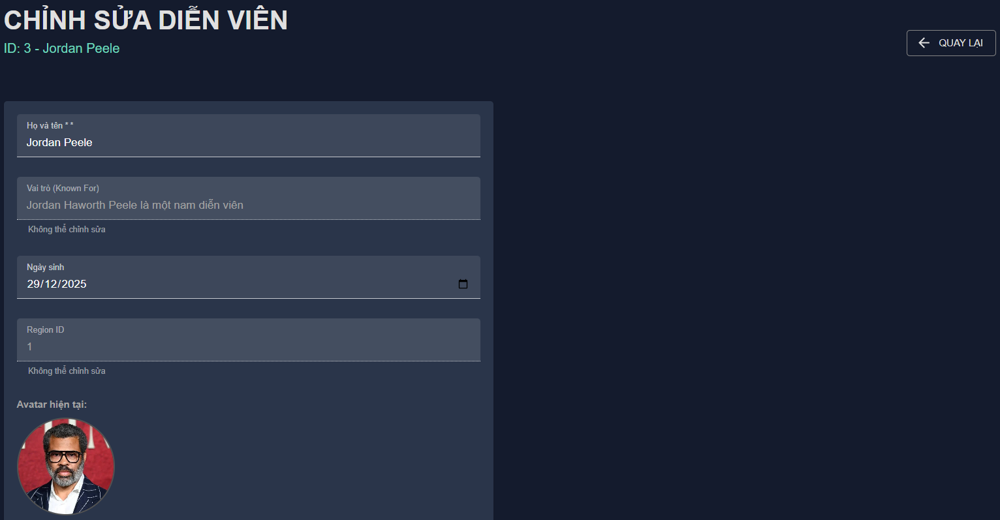 CHỈNH SỬA DIỄN VIÊN
ID: 3 - Jordan Peele
QUAY LẠI
Họ và tên * *
Jordan Peele
Vai trò (Known For)
Jordan Haworth Peele là một nam diễn viên
Không thể chỉnh sửa
Ngày sinh
29/12/2025
Region ID
1
Không thể chỉnh sửa
Avatar hiện tại: